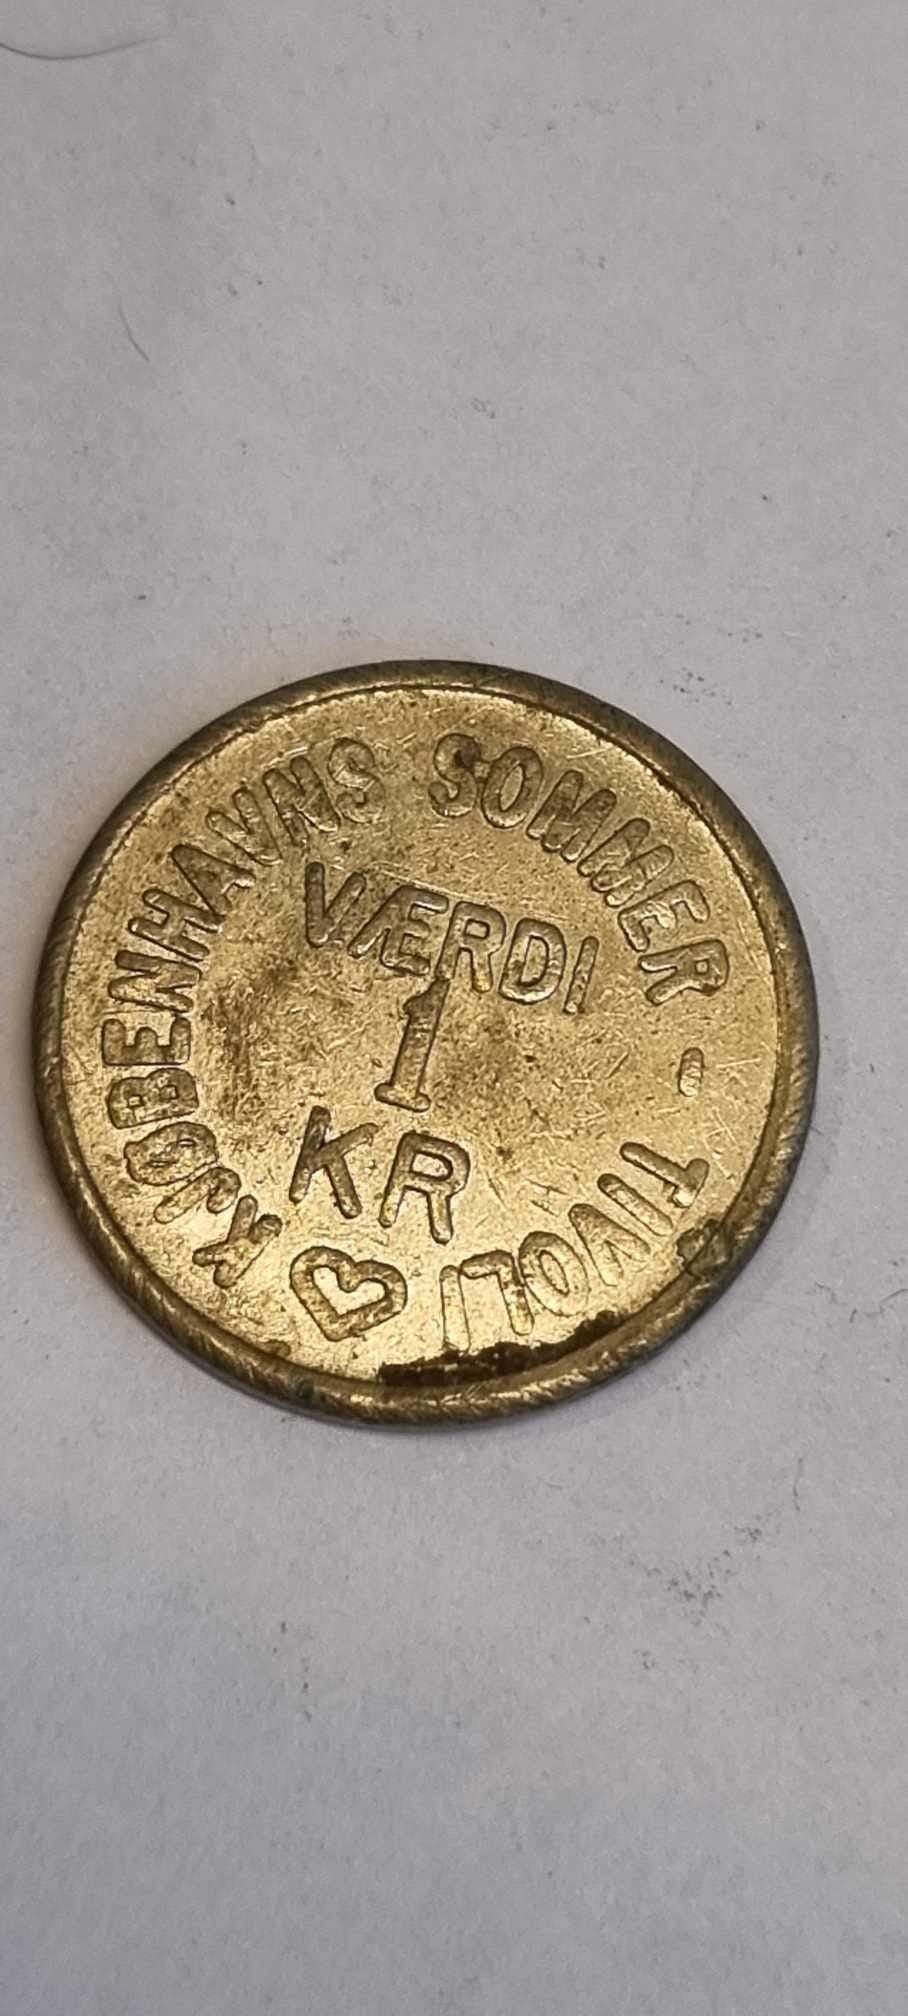 KJØBENHAVNS SOMMER - TIVOLI
VÆRDI
1
KR